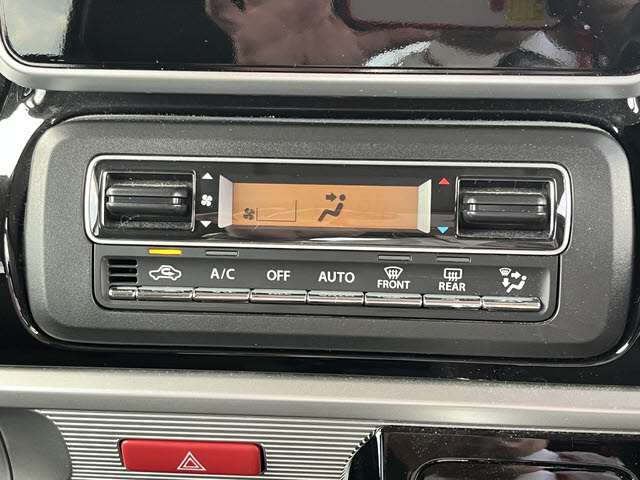 A/C OFF AUTO FRONT REAR